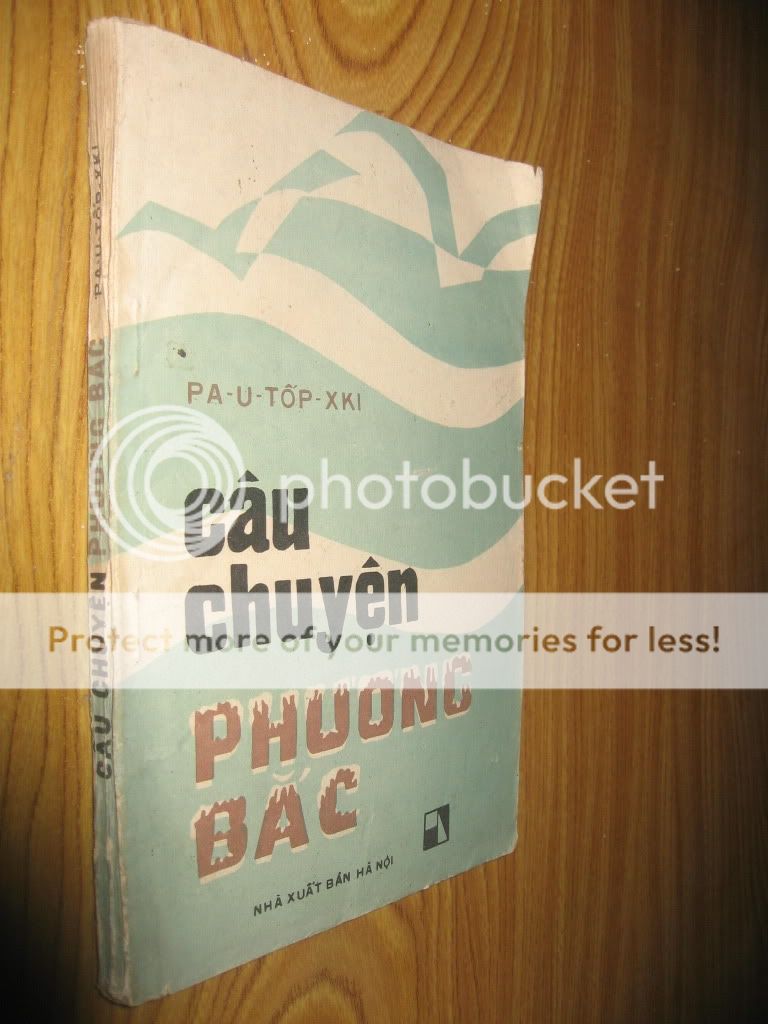 PA-U-TỐP-XKI
câu
chuyện
PHƯƠNG
BẮC
NHÀ XUẤT BẢN HÀ NỘI
CÂU CHUYỆN PHƯƠNG BẮC PA-U-TỐP-XKI
photobucket
Protect more of your memories for less!